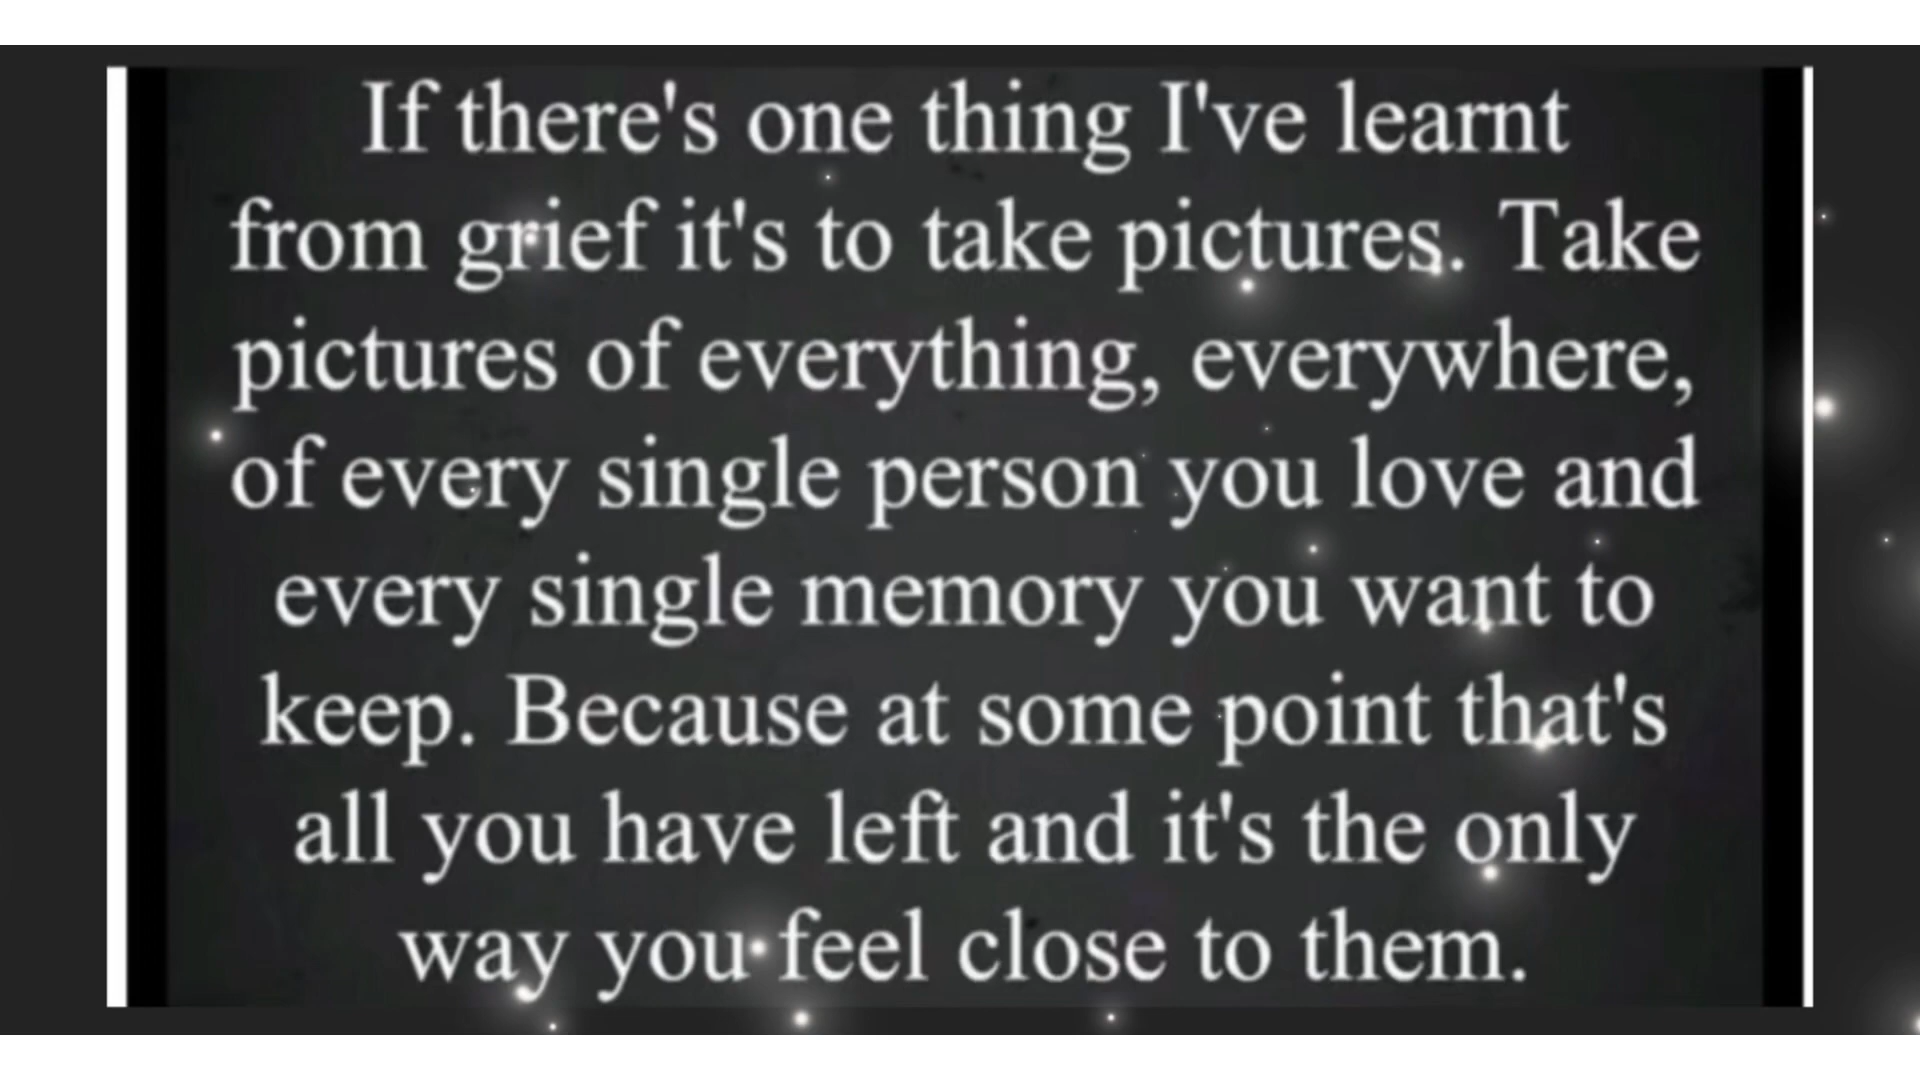 If there's one thing I've learnt
from grief it's to take pictures. Take
pictures of everything, everywhere,
of every single person you love and
every single memory you want to
keep. Because at some point that's
all you have left and it's the only
way you feel close to them.